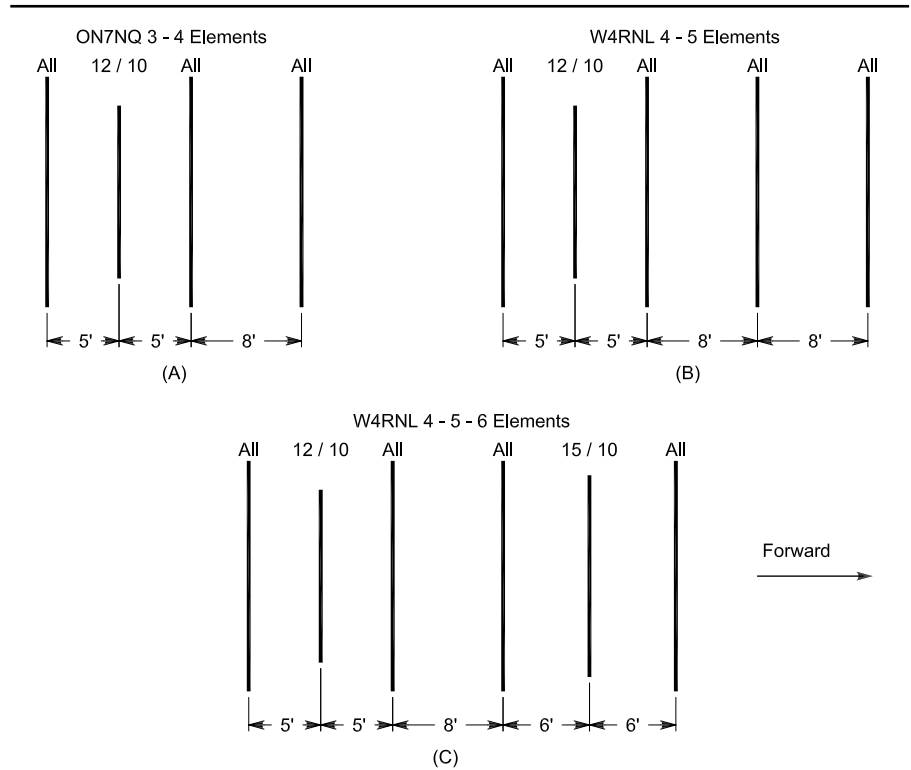 ON7NQ 3 - 4 Elements
All 12 / 10 All All
5' 5' 8'
(A)
W4RNL 4 - 5 Elements
All 12 / 10 All All All
5' 5' 8' 8'
(B)
W4RNL 4 - 5 - 6 Elements
All 12 / 10 All All 15 / 10 All
5' 5' 8' 6' 6'
(C)
Forward